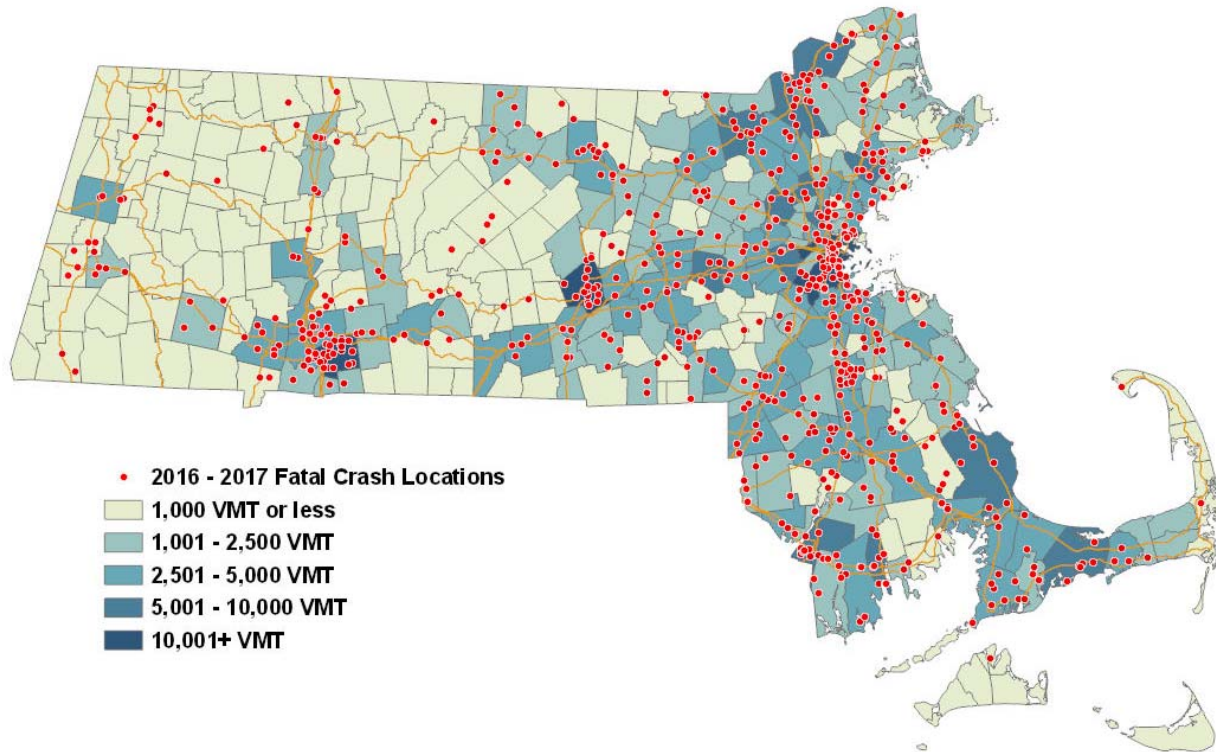 2016 - 2017 Fatal Crash Locations
1,000 VMT or less
1,001 - 2,500 VMT
2,501 - 5,000 VMT
5,001 - 10,000 VMT
10,001+ VMT